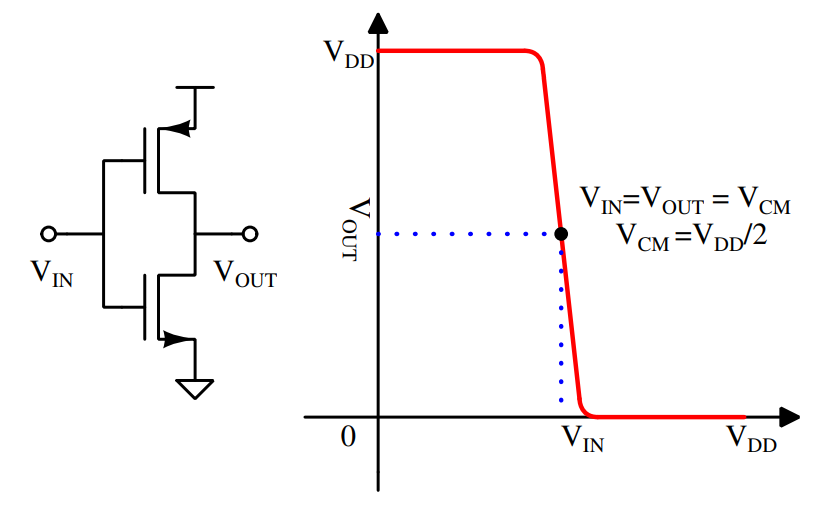 V_DD
V_IN=V_OUT = V_CM
V_CM =V_DD/2
V_OUT
V_IN
V_OUT
0
V_IN
V_DD